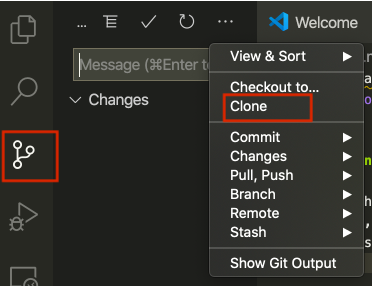 Welcome
Message (⌘Enter to
Changes
View & Sort
Checkout to...
Clone
Commit
Changes
Pull, Push
Branch
Remote
Stash
Show Git Output